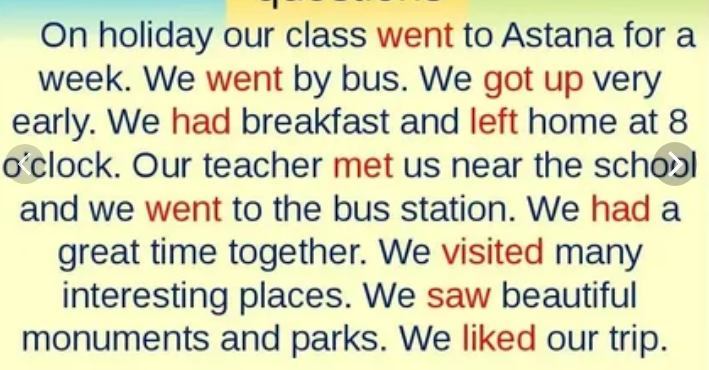 On holiday our class went to Astana for a
week. We went by bus. We got up very
early. We had breakfast and left home at 8
o'clock. Our teacher met us near the school
and we went to the bus station. We had a
great time together. We visited many
interesting places. We saw beautiful
monuments and parks. We liked our trip.